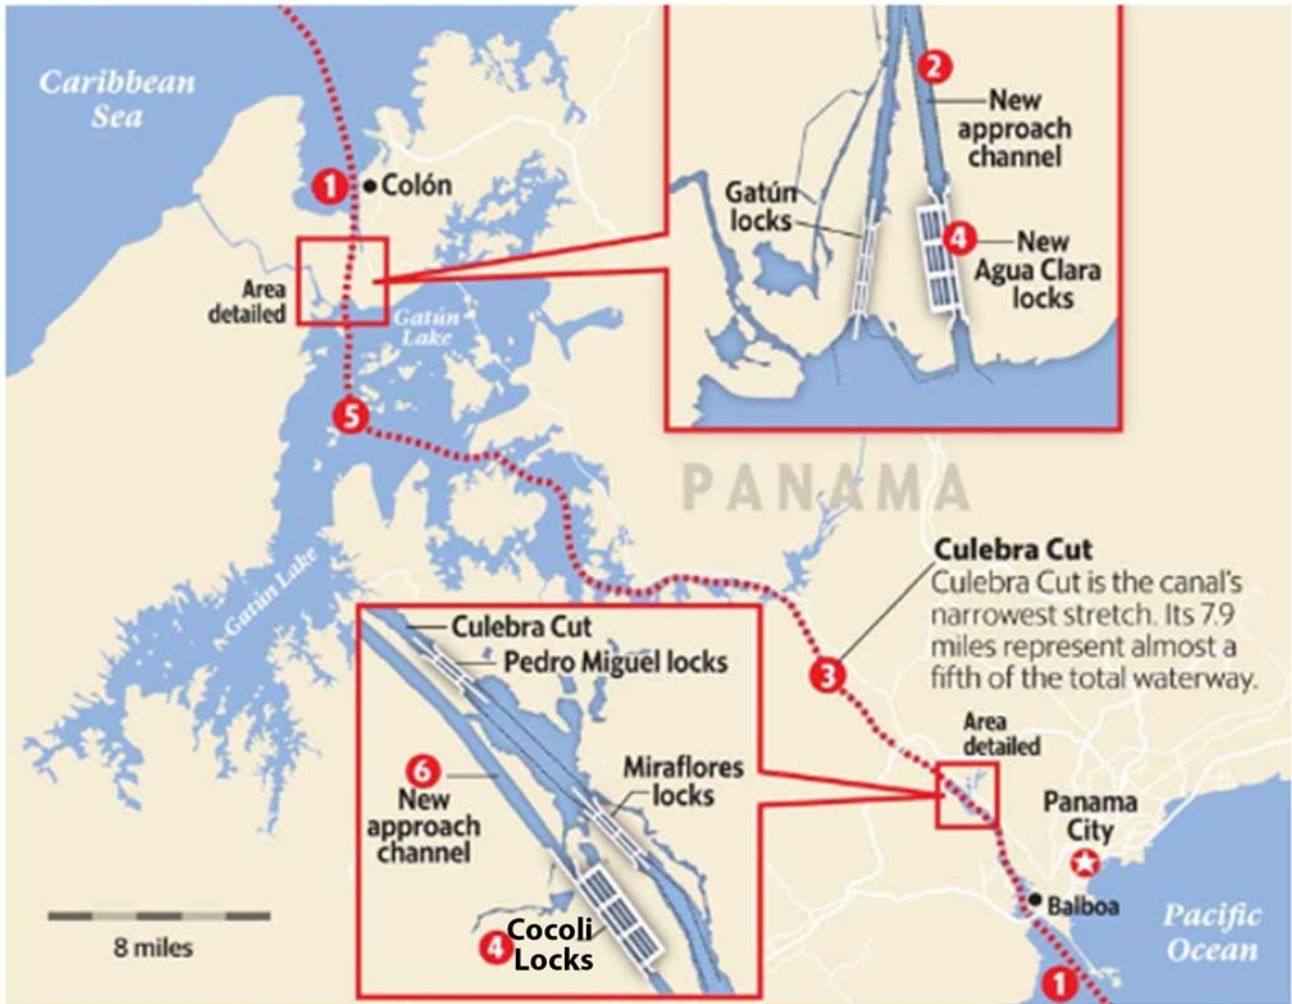 Caribbean
Sea
1
Colón
Area
detailed
Gatún
Lake
5
2
New
approach
channel
Gatún
locks
4
New
Agua Clara
locks
PANAMA
Gatún Lake
Culebra Cut
Culebra Cut is the canal's
narrowest stretch. Its 7.9
miles represent almost a
fifth of the total waterway.
3
Area
detailed
Culebra Cut
Pedro Miguel locks
6
New
approach
channel
Miraflores
locks
4
Cocoli
Locks
Panama
City
Balboa
Pacific
Ocean
1
8 miles